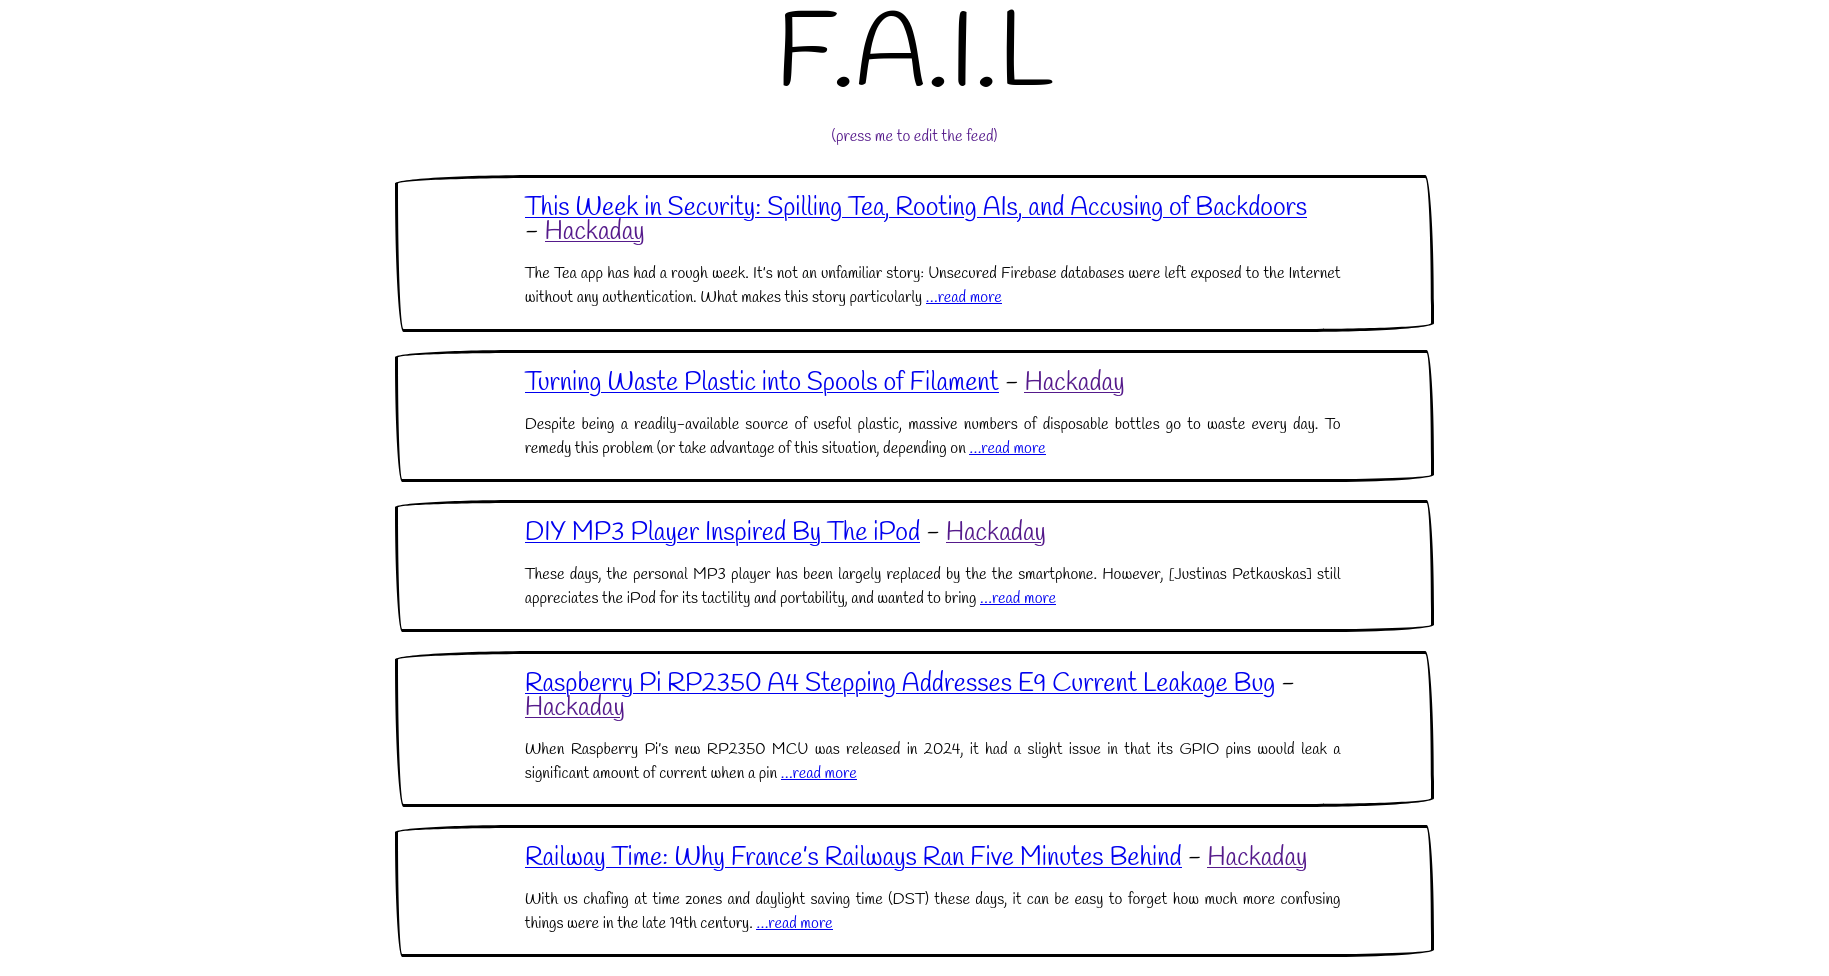 F.A.I.L
(press me to edit the feed)
This Week in Security: Spilling Tea, Rooting AIs, and Accusing of Backdoors
- Hackaday
The Tea app has had a rough week. It's not an unfamiliar story: Unsecured Firebase databases were left exposed to the Internet
without any authentication. What makes this story particularly ...read more
Turning Waste Plastic into Spools of Filament - Hackaday
Despite being a readily-available source of useful plastic, massive numbers of disposable bottles go to waste every day. To
remedy this problem (or take advantage of this situation, depending on ...read more
DIY MP3 Player Inspired By The iPod - Hackaday
These days, the personal MP3 player has been largely replaced by the the smartphone. However, [Justinas Petkauskas] still
appreciates the iPod for its tactility and portability, and wanted to bring ...read more
Raspberry Pi RP2350 A4 Stepping Addresses E9 Current Leakage Bug -
Hackaday
When Raspberry Pi's new RP2350 MCU was released in 2024, it had a slight issue in that its GPIO pins would leak a
significant amount of current when a pin ...read more
Railway Time: Why France's Railways Ran Five Minutes Behind - Hackaday
With us chafing at time zones and daylight saving time (DST) these days, it can be easy to forget how much more confusing
things were in the late 19th century. ...read more